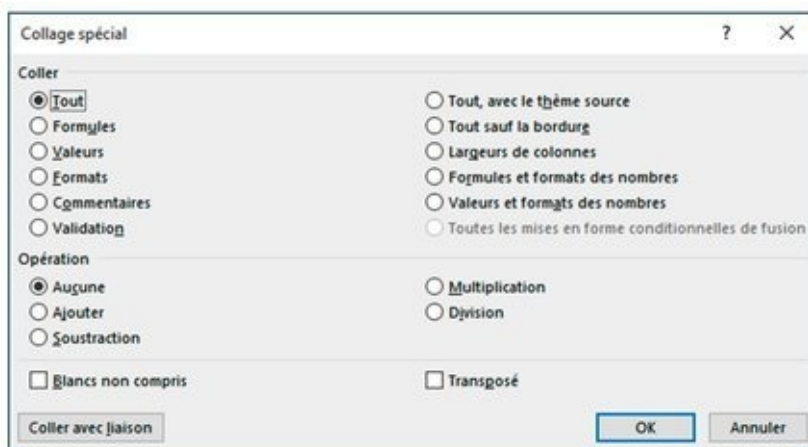 Collage spécial
?
Coller
Tout
Formules
Valeurs
Formats
Commentaires
Validation
Tout, avec le thème source
Tout sauf la bordure
Largeurs de colonnes
Formules et formats des nombres
Valeurs et formats des nombres
Toutes les mises en forme conditionnelles de fusion
Opération
Aucune
Ajouter
Soustraction
Multiplication
Division
Blancs non compris
Transposé
Coller avec liaison
OK
Annuler